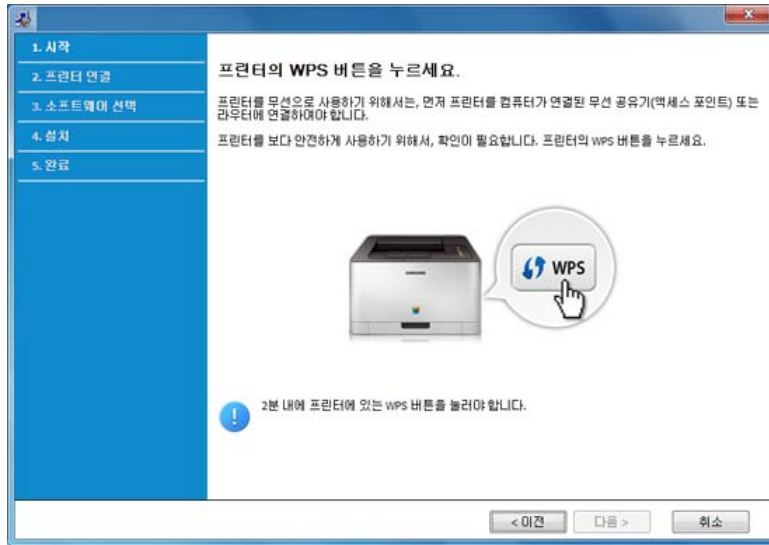 1. 시작
2. 프린터 연결
3. 소프트웨어 선택
4. 설치
5. 완료
프린터의 WPS 버튼을 누르세요.
프린터를 무선으로 사용하기 위해서는, 먼저 프린터를 컴퓨터가 연결된 무선 공유기(액세스 포인트) 또는
라우터에 연결하여야 합니다.
프린터를 보다 안전하게 사용하기 위해서, 확인이 필요합니다. 프린터의 WPS 버튼을 누르세요.
SAMSUNG
WPS
2분 내에 프린터에 있는 WPS 버튼을 눌러야 합니다.
< 이전
다음 >
취소